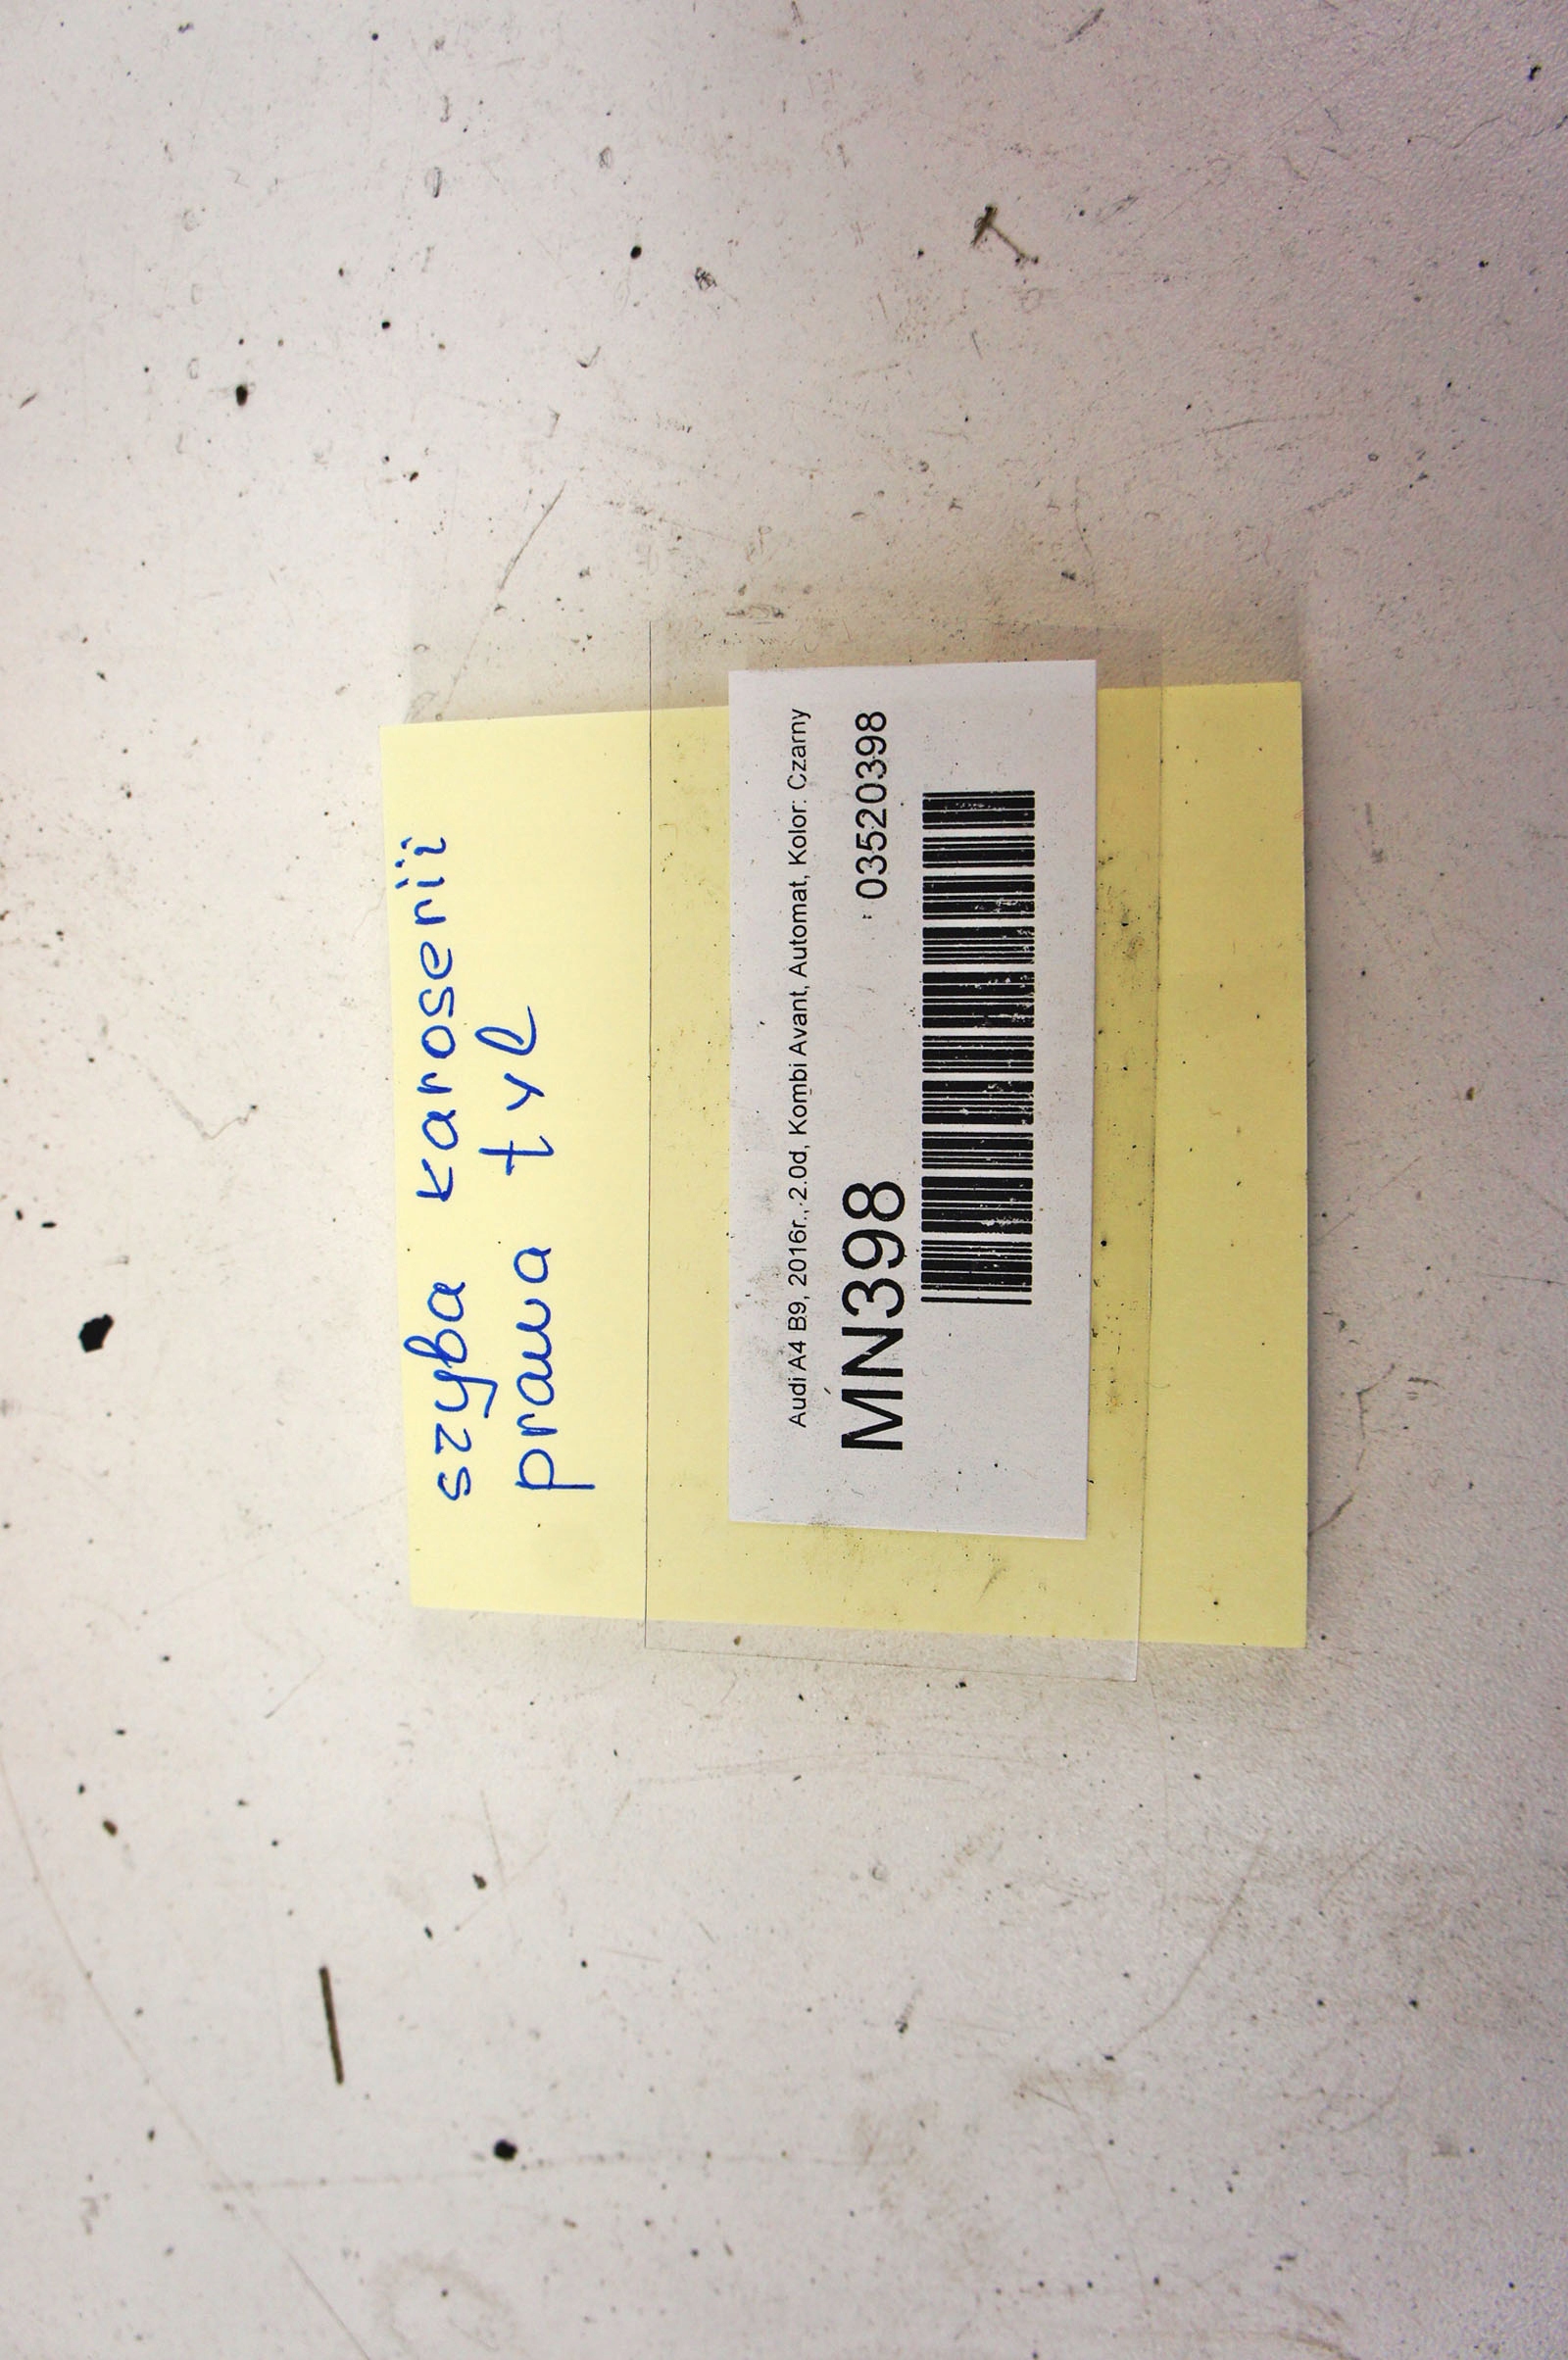 szyba karoserii
prawa tył
Audi A4 B9, 2016r., 2.0d, Kombi Avant, Automat, Kolor: Czarny
MN398 03520398